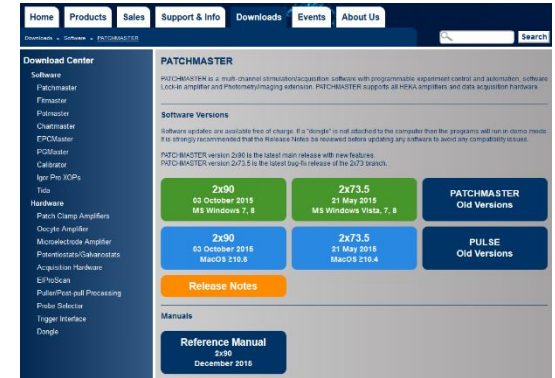 Home Products Sales Support & Info Downloads Events About Us
Downloads Software PATCHMASTER
Search
Download Center
Software
Patchmaster
Fitmaster
Potmaster
Chartmaster
EPCMaster
PGMaster
Calibrator
Igor Pro XOPs
Tida
Hardware
Patch Clamp Amplifiers
Oocyte Amplifier
Microelectrode Amplifier
Potentiostats/Galvanostats
Acquisition Hardware
ElProScan
Puller/Post-pull Processing
Probe Selector
Trigger Interface
Dongle
PATCHMASTER
PATCHMASTER is a multi-channel stimulation/acquisition software with programmable experiment control and automation, software
Lock-in amplifier and Photometry/imaging extension. PATCHMASTER supports all HEKA amplifiers and data acquisition hardware.
Software Versions
Software updates are available free of charge. If a "dongle" is not attached to the computer then the programs will run in demo mode.
It is strongly recommended that the Release Notes be reviewed before updating any software to avoid any compatibility issues.
PATCHMASTER version 2x90 is the latest main release with new features.
PATCHMASTER version 2x73.5 is the latest bug-fix release of the 2x73 branch.
2x90
03 October 2015
MS Windows 7, 8
2x73.5
21 May 2015
MS Windows Vista, 7, 8
PATCHMASTER
Old Versions
2x90
03 October 2015
MacOS ≥10.6
2x73.5
21 May 2015
MacOS ≥10.4
PULSE
Old Versions
Release Notes
Manuals
Reference Manual
2x90
December 2015